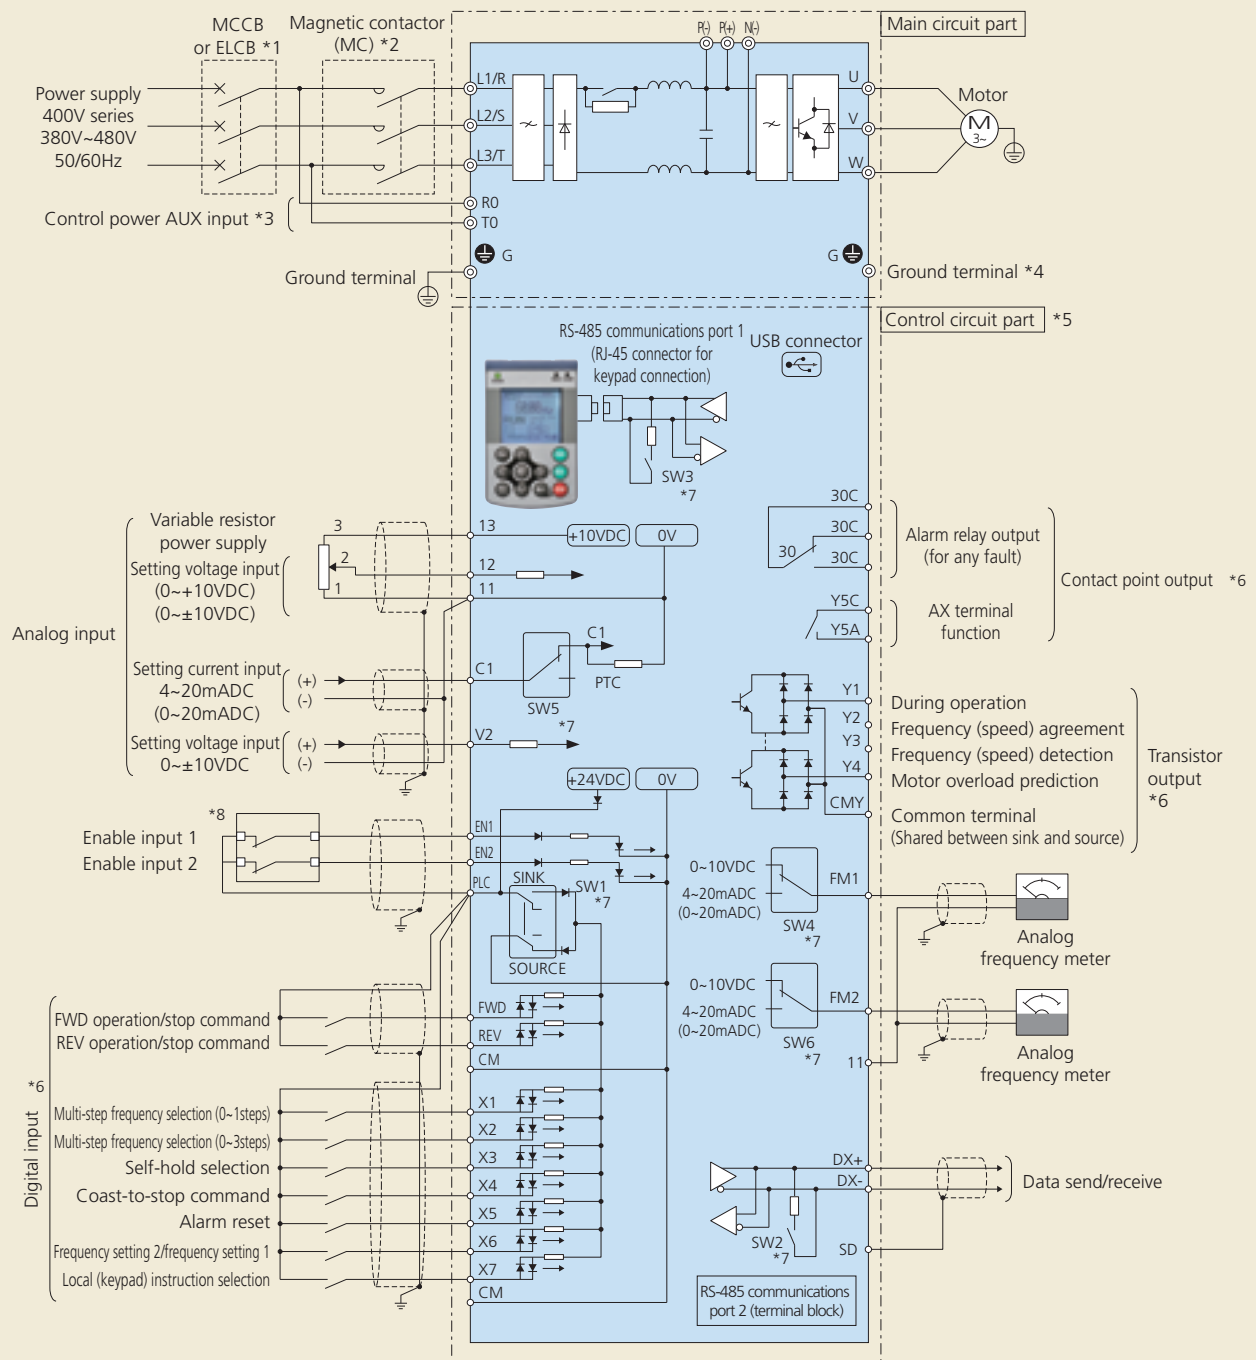 MCCB
or ELCB *1
Magnetic contactor
(MC) *2
P(-)
P(+)
N(-)
Main circuit part
Power supply
400V series
380V~480V
50/60Hz
L1/R
L2/S
L3/T
U
V
W
Motor
M
3~
Control power AUX input *3
R0
T0
G
G
Ground terminal
Ground terminal *4
Control circuit part
*5
RS-485 communications port 1
(RJ-45 connector for
keypad connection)
USB connector
SW3
*7
Analog input
Variable resistor
power supply
Setting voltage input
(0~+10VDC)
(0~±10VDC)
3
2
1
13
12
11
+10VDC
0V
Setting current input
4~20mADC
(0~20mADC)
(+)
(-)
C1
C1
PTC
SW5
*7
Setting voltage input
0~±10VDC
(+)
(-)
V2
+24VDC
0V
30C
30C
30
30C
Alarm relay output
(for any fault)
Contact point output *6
Y5C
Y5A
AX terminal
function
Y1
Y2
Y3
Y4
CMY
During operation
Frequency (speed) agreement
Frequency (speed) detection
Motor overload prediction
Common terminal
(Shared between sink and source)
Transistor
output
*6
*8
Enable input 1
Enable input 2
EN1
EN2
PLC
SINK
SW1
*7
SOURCE
0~10VDC
4~20mADC
(0~20mADC)
SW4
*7
FM1
Analog
frequency meter
0~10VDC
4~20mADC
(0~20mADC)
SW6
*7
FM2
11
Analog
frequency meter
*6
Digital input
FWD operation/stop command
REV operation/stop command
FWD
REV
CM
Multi-step frequency selection (0~1steps)
Multi-step frequency selection (0~3steps)
Self-hold selection
Coast-to-stop command
Alarm reset
Frequency setting 2/frequency setting 1
Local (keypad) instruction selection
X1
X2
X3
X4
X5
X6
X7
CM
DX+
DX-
SD
SW2
*7
Data send/receive
RS-485 communications
port 2 (terminal block)